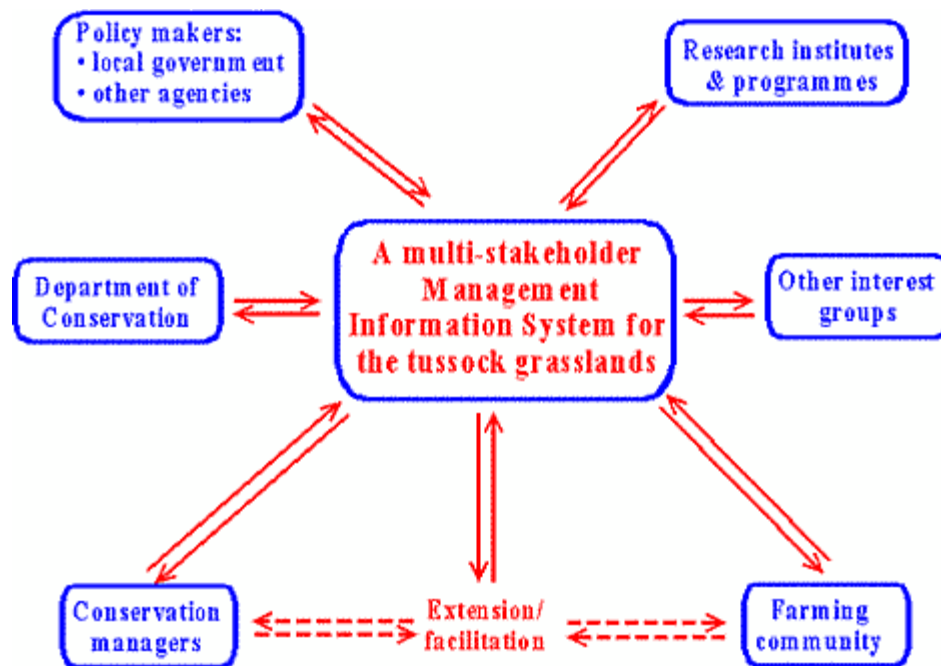 Policy makers:
• local government
• other agencies
Research institutes
& programmes
A multi-stakeholder
Management
Information System for
the tussock grasslands
Department of
Conservation
Other interest
groups
Conservation
managers
Extension/
facilitation
Farming
community